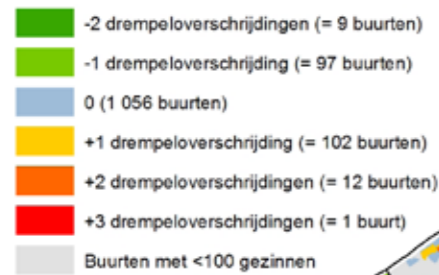 -2 drempeloverschrijdingen (= 9 buurten)
-1 drempeloverschrijding (= 97 buurten)
0 (1 056 buurten)
+1 drempeloverschrijding (= 102 buurten)
+2 drempeloverschrijdingen (= 12 buurten)
+3 drempeloverschrijdingen (= 1 buurt)
Buurten met <100 gezinnen